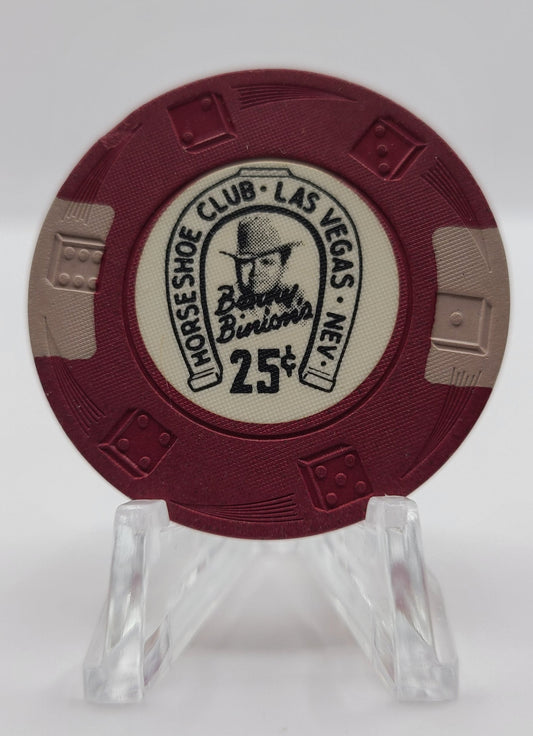 HORSESHOE CLUB · LAS VEGAS · NEV ·
Benny
Binion's
25¢